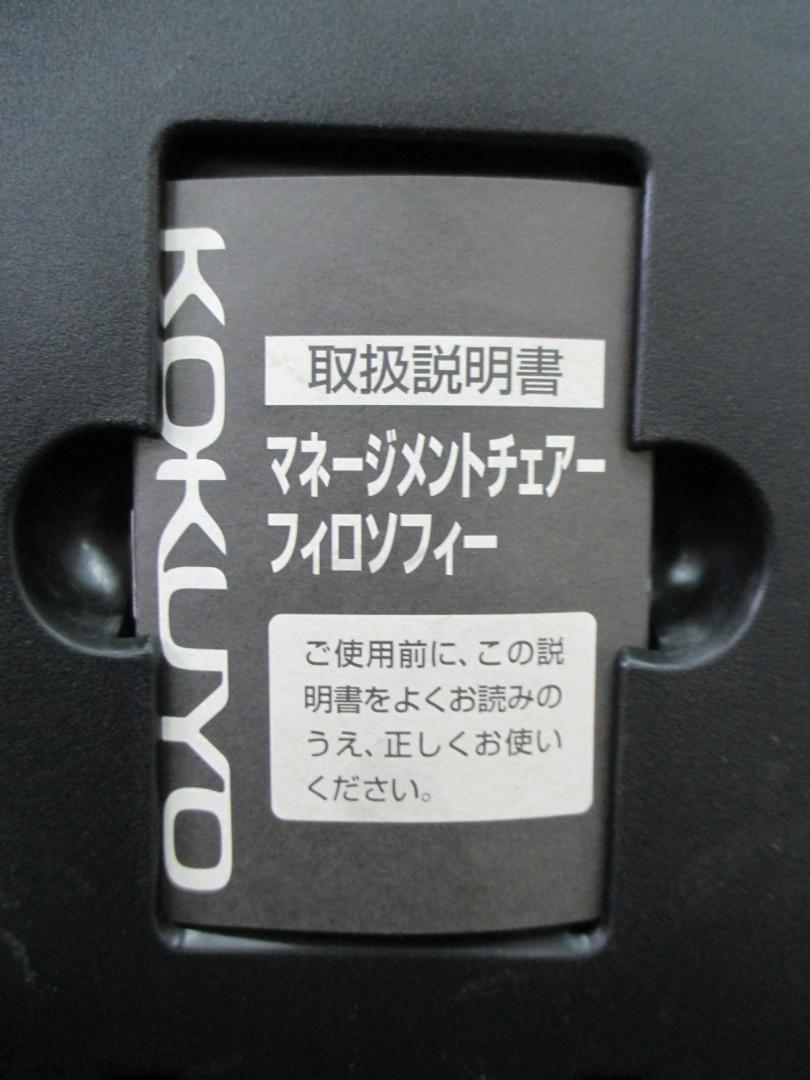 KOKUYO
取扱説明書
マネージメントチェアー
フィロソフィー
ご使用前に、この説
明書をよくお読みの
うえ、正しくお使い
ください。